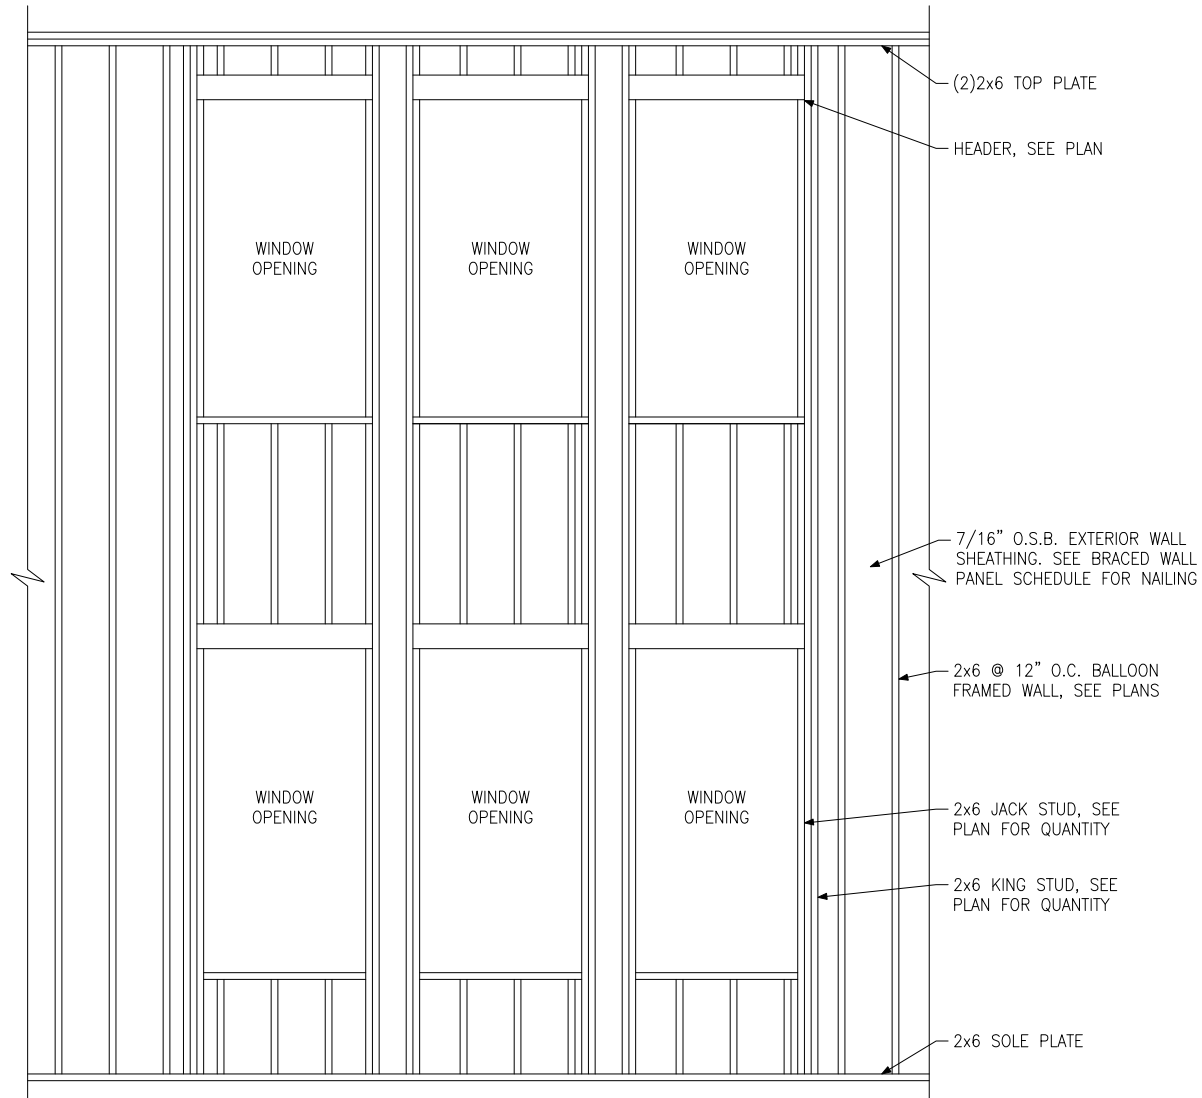 (2)2x6 TOP PLATE
HEADER, SEE PLAN
WINDOW
OPENING
WINDOW
OPENING
WINDOW
OPENING
7/16" O.S.B. EXTERIOR WALL
SHEATHING. SEE BRACED WALL
PANEL SCHEDULE FOR NAILING
2x6 @ 12" O.C. BALLOON
FRAMED WALL, SEE PLANS
WINDOW
OPENING
WINDOW
OPENING
WINDOW
OPENING
2x6 JACK STUD, SEE
PLAN FOR QUANTITY
2x6 KING STUD, SEE
PLAN FOR QUANTITY
2x6 SOLE PLATE